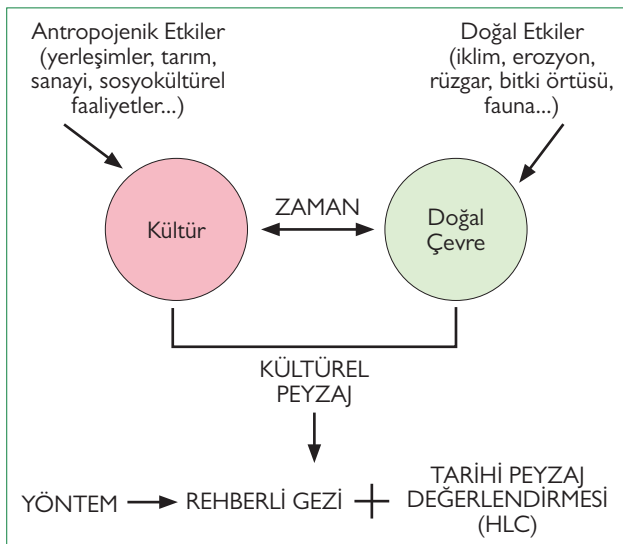 Antropojenik Etkiler
(yerleşimler, tarım,
sanayi, sosyokültürel
faaliyetler...)
Doğal Etkiler
(iklim, erozyon,
rüzgar, bitki örtüsü,
fauna...)
Kültür
ZAMAN
Doğal
Çevre
KÜLTÜREL
PEYZAJ
YÖNTEM
REHBERLİ GEZİ
TARİHİ PEYZAJ
DEĞERLENDİRMESİ
(HLC)